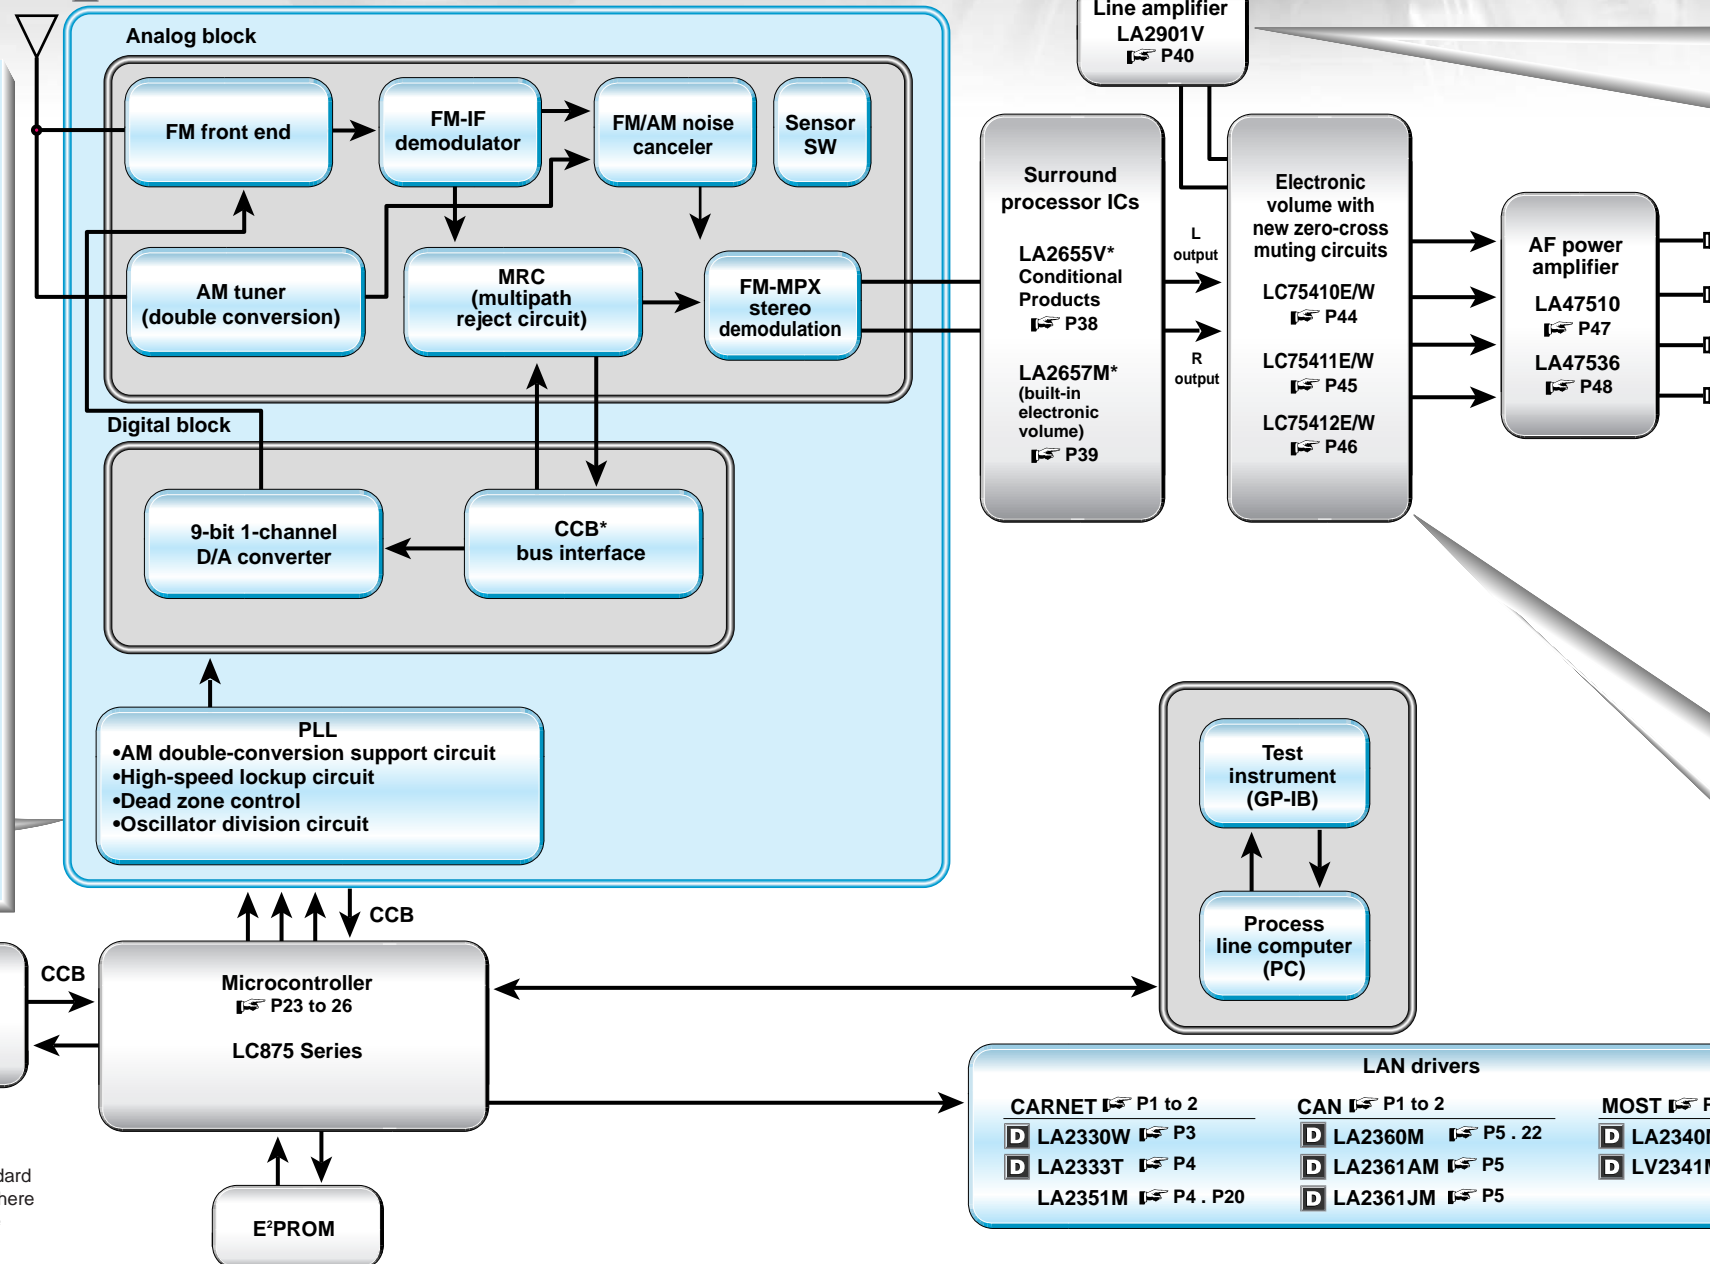 Line amplifier
LA2901V
☞ P40
Analog block
FM front end
FM-IF
demodulator
FM/AM noise
canceler
Sensor
SW
AM tuner
(double conversion)
MRC
(multipath
reject circuit)
FM-MPX
stereo
demodulation
Digital block
9-bit 1-channel
D/A converter
CCB*
bus interface
PLL
•AM double-conversion support circuit
•High-speed lockup circuit
•Dead zone control
•Oscillator division circuit
Surround
processor ICs
LA2655V*
Conditional
Products
☞ P38
LA2657M*
(built-in
electronic
volume)
☞ P39
L
output
R
output
Electronic
volume with
new zero-cross
muting circuits
LC75410E/W
☞ P44
LC75411E/W
☞ P45
LC75412E/W
☞ P46
AF power
amplifier
LA47510
☞ P47
LA47536
☞ P48
Test
instrument
(GP-IB)
Process
line computer
(PC)
CCB
CCB
Microcontroller
☞ P23 to 26
LC875 Series
E²PROM
LAN drivers
CARNET ☞ P1 to 2
D LA2330W ☞ P3
D LA2333T ☞ P4
LA2351M ☞ P4 . P20
CAN ☞ P1 to 2
D LA2360M ☞ P5 . 22
D LA2361AM ☞ P5
D LA2361JM ☞ P5
MOST ☞
D LA2340
D LV2341